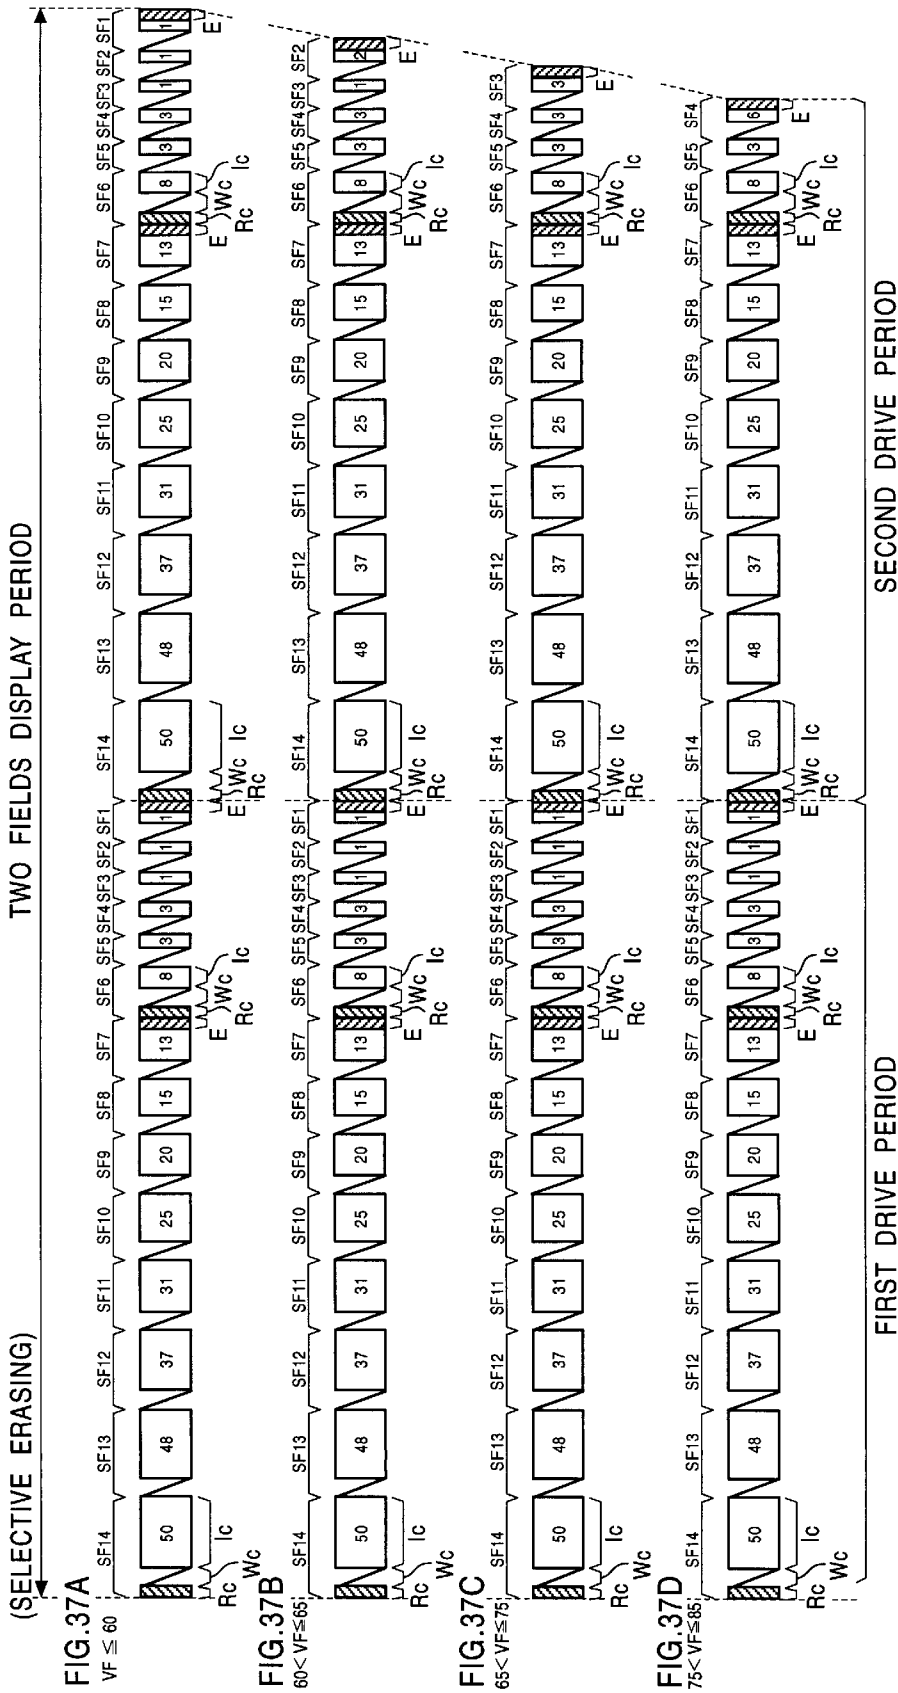 (SELECTIVE ERASING)
TWO FIELDS DISPLAY PERIOD
FIG.37A
VF ≦ 60
SF14 SF13 SF12 SF11 SF10 SF9 SF8 SF7 SF6 SF5 SF4 SF3 SF2 SF1 SF14 SF13 SF12 SF11 SF10 SF9 SF8 SF7 SF6 SF5 SF4 SF3 SF2 SF1
50 48 37 31 25 20 15 13 8 3 3 1 1 1 50 48 37 31 25 20 15 13 8 3 3 1 1 1
Rc Wc Ic E Rc Wc Ic E Rc Wc Ic E Rc Wc Ic E
FIG.37B
60< VF≦65
SF14 SF13 SF12 SF11 SF10 SF9 SF8 SF7 SF6 SF5 SF4 SF3 SF2 SF1 SF14 SF13 SF12 SF11 SF10 SF9 SF8 SF7 SF6 SF5 SF4 SF3 SF2
50 48 37 31 25 20 15 13 8 3 3 1 1 1 50 48 37 31 25 20 15 13 8 3 3 1 2
Rc Wc Ic E Rc Wc Ic E Rc Wc Ic E Rc Wc Ic E
FIG.37C
65< VF≦75
SF14 SF13 SF12 SF11 SF10 SF9 SF8 SF7 SF6 SF5 SF4 SF3 SF2 SF1 SF14 SF13 SF12 SF11 SF10 SF9 SF8 SF7 SF6 SF5 SF4 SF3
50 48 37 31 25 20 15 13 8 3 3 1 1 1 50 48 37 31 25 20 15 13 8 3 3 3
Rc Wc Ic E Rc Wc Ic E Rc Wc Ic E Rc Wc Ic E
FIG.37D
75< VF≦85
SF14 SF13 SF12 SF11 SF10 SF9 SF8 SF7 SF6 SF5 SF4 SF3 SF2 SF1 SF14 SF13 SF12 SF11 SF10 SF9 SF8 SF7 SF6 SF5 SF4
50 48 37 31 25 20 15 13 8 3 3 1 1 1 50 48 37 31 25 20 15 13 8 3 6
Rc Wc Ic E Rc Wc Ic E Rc Wc Ic E Rc Wc Ic E
FIRST DRIVE PERIOD
SECOND DRIVE PERIOD